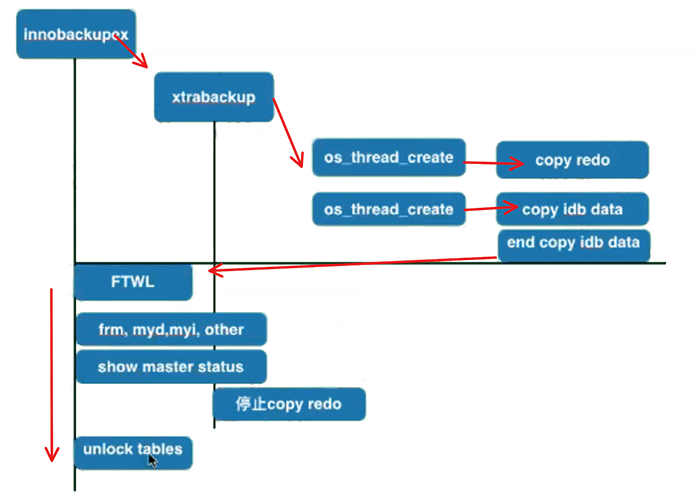 innobackupex
xtrabackup
os_thread_create
copy redo
os_thread_create
copy idb data
end copy idb data
FTWL
frm, myd,myi, other
show master status
停止copy redo
unlock tables